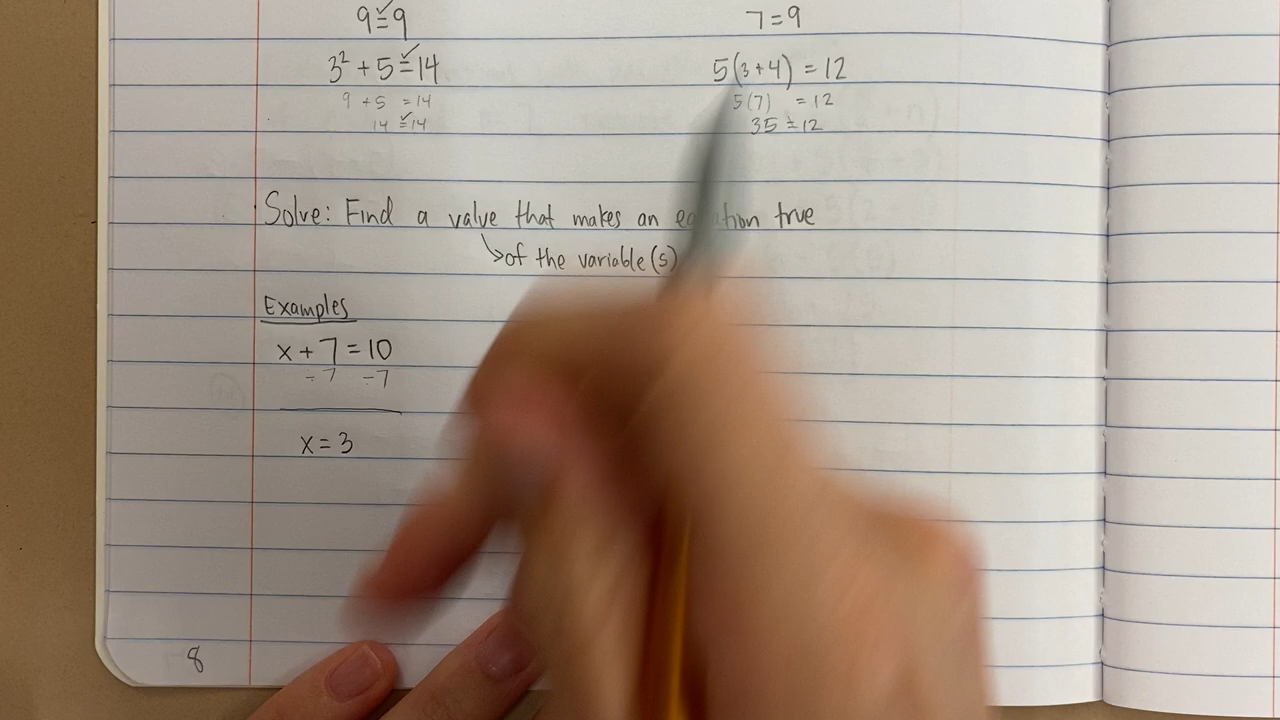 9 ≟ 9 7 = 9
3² + 5 ≟ 14 5(3+4) = 12
9 + 5 = 14 5(7) = 12
14 ≟ 14 35 = 12
Solve: Find a value that makes an equation true
↳ of the variable(s)
Examples
x + 7 = 10
-7 -7
x = 3
8